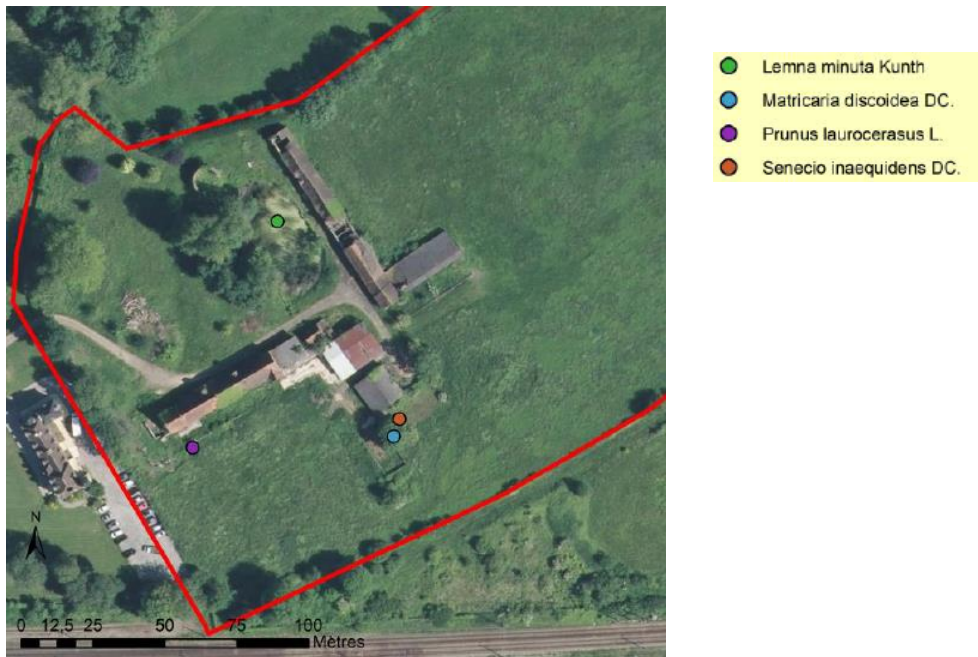 Lemna minuta Kunth
Matricaria discoidea DC.
Prunus laurocerasus L.
Senecio inaequidens DC.
N
0 12,5 25 50 75 100
Mètres